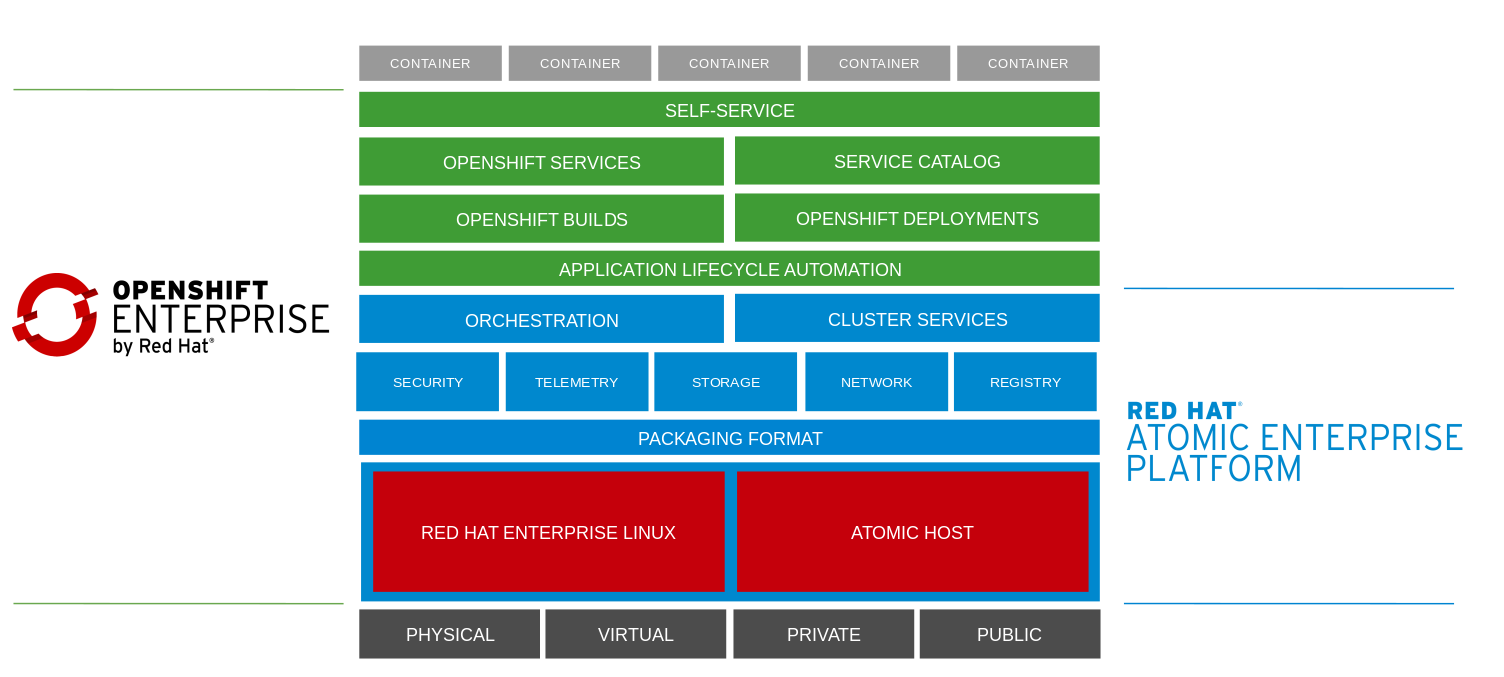 CONTAINER CONTAINER CONTAINER CONTAINER CONTAINER
SELF-SERVICE
OPENSHIFT SERVICES SERVICE CATALOG
OPENSHIFT BUILDS OPENSHIFT DEPLOYMENTS
APPLICATION LIFECYCLE AUTOMATION
ORCHESTRATION CLUSTER SERVICES
SECURITY TELEMETRY STORAGE NETWORK REGISTRY
PACKAGING FORMAT
RED HAT ENTERPRISE LINUX ATOMIC HOST
PHYSICAL VIRTUAL PRIVATE PUBLIC
OPENSHIFT
ENTERPRISE
by Red Hat®
RED HAT®
ATOMIC ENTERPRISE
PLATFORM